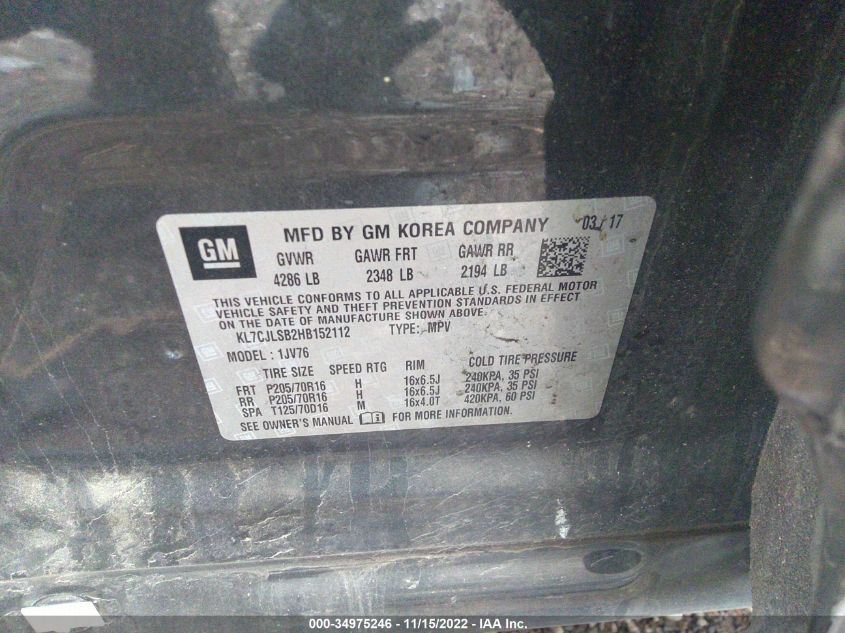 GM
MFD BY GM KOREA COMPANY 03/17
GVWR GAWR FRT GAWR RR
4286 LB 2348 LB 2194 LB
THIS VEHICLE CONFORMS TO ALL APPLICABLE U.S. FEDERAL MOTOR
VEHICLE SAFETY AND THEFT PREVENTION STANDARDS IN EFFECT
ON THE DATE OF MANUFACTURE SHOWN ABOVE.
KL7CJLSB2HB152112 TYPE: MPV
MODEL: 1JV76
TIRE SIZE SPEED RTG RIM COLD TIRE PRESSURE
FRT P205/70R16 H 16x6.5J 240KPA, 35 PSI
RR P205/70R16 H 16x6.5J 240KPA, 35 PSI
SPA T125/70D16 M 16x4.0T 420KPA, 60 PSI
SEE OWNER'S MANUAL FOR MORE INFORMATION.
000-34975246 - 11/15/2022 - IAA Inc.